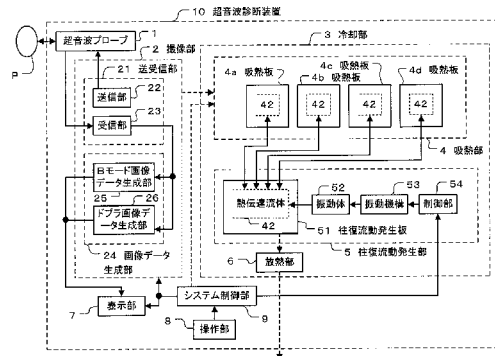 10 超音波診断装置
超音波プローブ
1
2 撮像部
3 冷却部
P
21 送受信部
22
送信部
23
受信部
4a 吸熱板
4b 吸熱板
4c 吸熱板
4d 吸熱板
42
42
42
42
4 吸熱部
Bモード画像
データ生成部
25
26
ドプラ画像デ
ータ生成部
24 画像データ
生成部
熱伝達流体
42
52
振動体
53
振動機構
54
制御部
51 往復流動発生板
5 往復流動発生部
6
放熱部
7
表示部
システム制御部
9
8
操作部